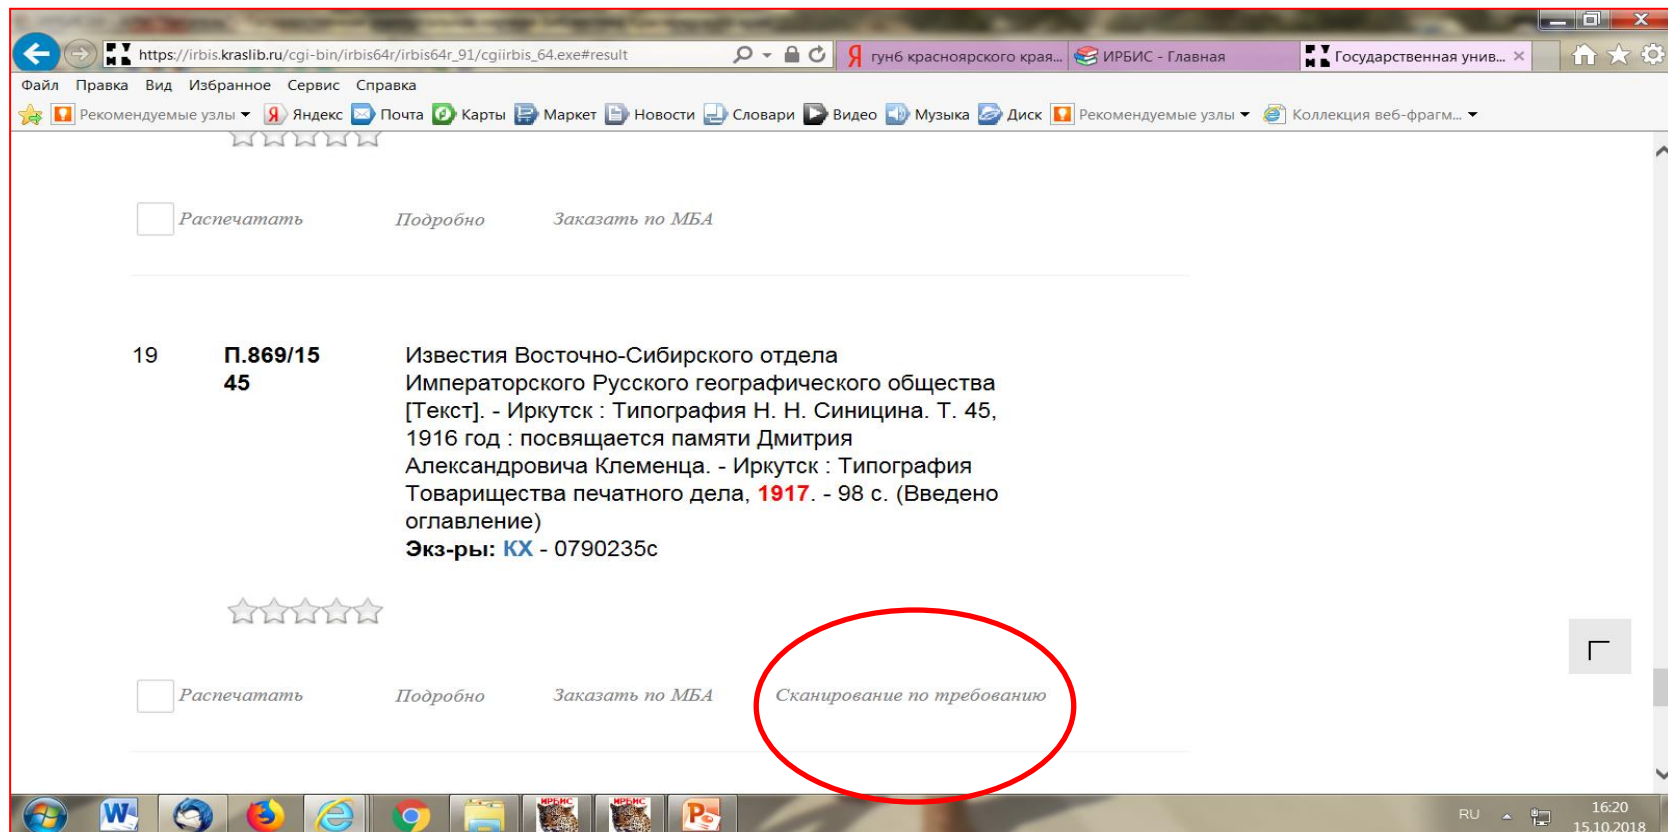 https://irbis.kraslib.ru/cgi-bin/irbis64r/irbis64r_91/cgiirbis_64.exe#result
Я гунб красноярского края...
ИРБИС - Главная
Государственная унив... ×
Файл Правка Вид Избранное Сервис Справка
Рекомендуемые узлы Я Яндекс Почта Карты Маркет Новости Словари Видео Музыка Диск Рекомендуемые узлы Коллекция веб-фрагм...
Распечатать Подробно Заказать по МБА
19 П.869/15 Известия Восточно-Сибирского отдела
45 Императорского Русского географического общества
[Текст]. - Иркутск : Типография Н. Н. Синицина. Т. 45,
1916 год : посвящается памяти Дмитрия
Александровича Клеменца. - Иркутск : Типография
Товарищества печатного дела, 1917. - 98 с. (Введено
оглавление)
Экз-ры: КХ - 0790235с
Распечатать Подробно Заказать по МБА Сканирование по требованию
ИРБИС ИРБИС
RU 16:20
15.10.2018